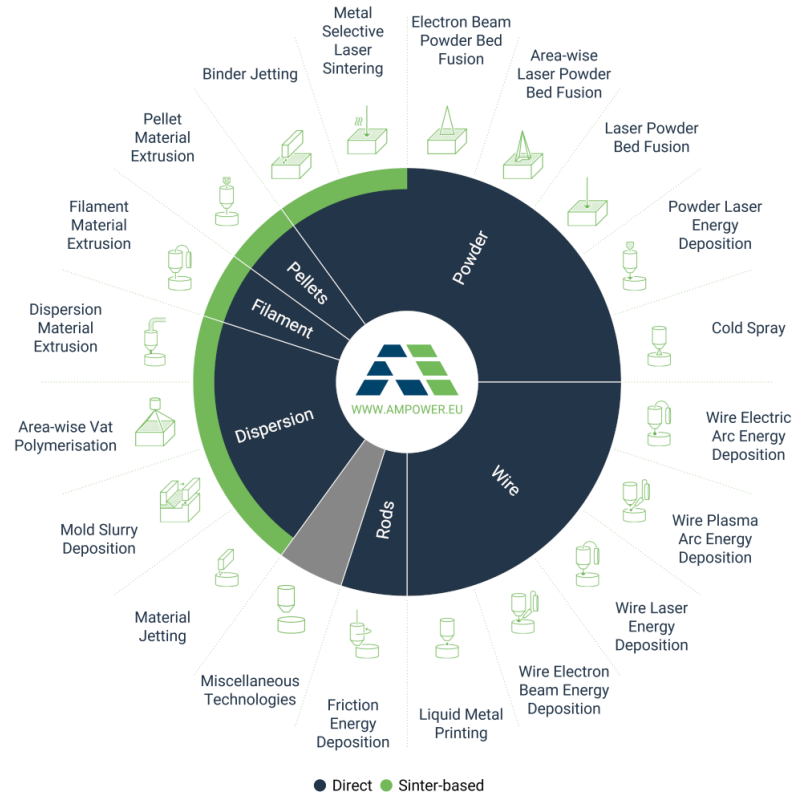 Metal
Selective
Laser
Sintering
Electron Beam
Powder Bed
Fusion
Area-wise
Laser Powder
Bed Fusion
Laser Powder
Bed Fusion
Powder Laser
Energy
Deposition
Cold Spray
Wire Electric
Arc Energy
Deposition
Wire Plasma
Arc Energy
Deposition
Wire Laser
Energy
Deposition
Wire Electron
Beam Energy
Deposition
Liquid Metal
Printing
Friction
Energy
Deposition
Miscellaneous
Technologies
Material
Jetting
Mold Slurry
Deposition
Area-wise Vat
Polymerisation
Dispersion
Material
Extrusion
Filament
Material
Extrusion
Pellet
Material
Extrusion
Binder Jetting
Powder
Wire
Rods
Dispersion
Filament
Pellets
WWW.AMPOWER.EU
Direct
Sinter-based